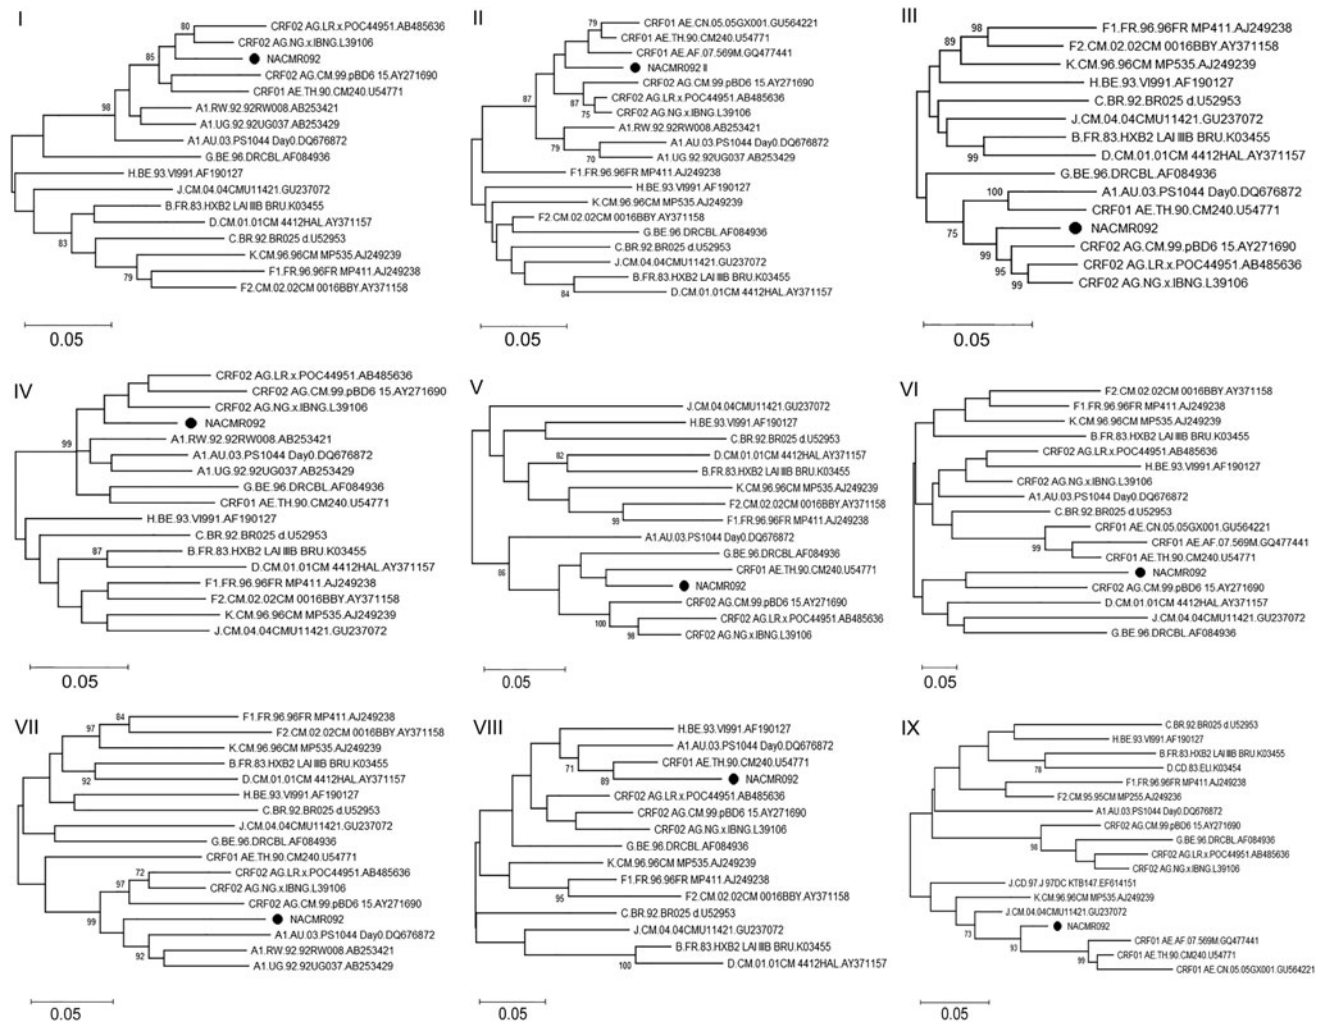 I
80
CRF02 AG.LR.x.POC44951.AB485636
CRF02 AG.NG.x.IBNG.L39106
85
NACMR092
CRF02 AG.CM.99.pBD6 15.AY271690
CRF01 AE.TH.90.CM240.U54771
98
A1.RW.92.92RW008.AB253421
A1.UG.92.92UG037.AB253429
A1.AU.03.PS1044 Day0.DQ676872
G.BE.96.DRCBL.AF084936
H.BE.93.VI991.AF190127
J.CM.04.04CMU11421.GU237072
B.FR.83.HXB2 LAI IIIB BRU.K03455
D.CM.01.01CM 4412HAL.AY371157
83
C.BR.92.BR025 d.U52953
K.CM.96.96CM MP535.AJ249239
79
F1.FR.96.96FR MP411.AJ249238
F2.CM.02.02CM 0016BBY.AY371158
0.05
II
79
CRF01 AE.CN.05.05GX001.GU564221
CRF01 AE.TH.90.CM240.U54771
CRF01 AE.AF.07.569M.GQ477441
NACMR092 II
CRF02 AG.CM.99.pBD6 15.AY271690
87
87
CRF02 AG.LR.x.POC44951.AB485636
75
CRF02 AG.NG.x.IBNG.L39106
A1.RW.92.92RW008.AB253421
79
A1.AU.03.PS1044 Day0.DQ676872
70
A1.UG.92.92UG037.AB253429
F1.FR.96.96FR MP411.AJ249238
H.BE.93.VI991.AF190127
K.CM.96.96CM MP535.AJ249239
F2.CM.02.02CM 0016BBY.AY371158
G.BE.96.DRCBL.AF084936
C.BR.92.BR025 d.U52953
J.CM.04.04CMU11421.GU237072
B.FR.83.HXB2 LAI IIIB BRU.K03455
84
D.CM.01.01CM 4412HAL.AY371157
0.05
III
98
F1.FR.96.96FR MP411.AJ249238
89
F2.CM.02.02CM 0016BBY.AY371158
K.CM.96.96CM MP535.AJ249239
H.BE.93.VI991.AF190127
C.BR.92.BR025 d.U52953
J.CM.04.04CMU11421.GU237072
B.FR.83.HXB2 LAI IIIB BRU.K03455
99
D.CM.01.01CM 4412HAL.AY371157
G.BE.96.DRCBL.AF084936
100
A1.AU.03.PS1044 Day0.DQ676872
CRF01 AE.TH.90.CM240.U54771
75
NACMR092
99
CRF02 AG.CM.99.pBD6 15.AY271690
95
CRF02 AG.LR.x.POC44951.AB485636
99
CRF02 AG.NG.x.IBNG.L39106
0.05
IV
CRF02 AG.LR.x.POC44951.AB485636
CRF02 AG.CM.99.pBD6 15.AY271690
CRF02 AG.NG.x.IBNG.L39106
NACMR092
99
A1.RW.92.92RW008.AB253421
A1.AU.03.PS1044 Day0.DQ676872
A1.UG.92.92UG037.AB253429
G.BE.96.DRCBL.AF084936
CRF01 AE.TH.90.CM240.U54771
H.BE.93.VI991.AF190127
C.BR.92.BR025 d.U52953
87
B.FR.83.HXB2 LAI IIIB BRU.K03455
D.CM.01.01CM 4412HAL.AY371157
F1.FR.96.96FR MP411.AJ249238
F2.CM.02.02CM 0016BBY.AY371158
K.CM.96.96CM MP535.AJ249239
J.CM.04.04CMU11421.GU237072
0.05
V
J.CM.04.04CMU11421.GU237072
H.BE.93.VI991.AF190127
C.BR.92.BR025 d.U52953
82
D.CM.01.01CM 4412HAL.AY371157
B.FR.83.HXB2 LAI IIIB BRU.K03455
K.CM.96.96CM MP535.AJ249239
F2.CM.02.02CM 0016BBY.AY371158
99
F1.FR.96.96FR MP411.AJ249238
A1.AU.03.PS1044 Day0.DQ676872
G.BE.96.DRCBL.AF084936
86
CRF01 AE.TH.90.CM240.U54771
NACMR092
CRF02 AG.CM.99.pBD6 15.AY271690
100
CRF02 AG.LR.x.POC44951.AB485636
98
CRF02 AG.NG.x.IBNG.L39106
0.05
VI
F2.CM.02.02CM 0016BBY.AY371158
F1.FR.96.96FR MP411.AJ249238
K.CM.96.96CM MP535.AJ249239
B.FR.83.HXB2 LAI IIIB BRU.K03455
CRF02 AG.LR.x.POC44951.AB485636
H.BE.93.VI991.AF190127
CRF02 AG.NG.x.IBNG.L39106
A1.AU.03.PS1044 Day0.DQ676872
C.BR.92.BR025 d.U52953
CRF01 AE.CN.05.05GX001.GU564221
CRF01 AE.AF.07.569M.GQ477441
99
CRF01 AE.TH.90.CM240.U54771
NACMR092
CRF02 AG.CM.99.pBD6 15.AY271690
D.CM.01.01CM 4412HAL.AY371157
J.CM.04.04CMU11421.GU237072
G.BE.96.DRCBL.AF084936
0.05
VII
84
F1.FR.96.96FR MP411.AJ249238
97
F2.CM.02.02CM 0016BBY.AY371158
K.CM.96.96CM MP535.AJ249239
B.FR.83.HXB2 LAI IIIB BRU.K03455
92
D.CM.01.01CM 4412HAL.AY371157
H.BE.93.VI991.AF190127
C.BR.92.BR025 d.U52953
J.CM.04.04CMU11421.GU237072
G.BE.96.DRCBL.AF084936
CRF01 AE.TH.90.CM240.U54771
72
CRF02 AG.LR.x.POC44951.AB485636
97
CRF02 AG.NG.x.IBNG.L39106
CRF02 AG.CM.99.pBD6 15.AY271690
99
NACMR092
A1.AU.03.PS1044 Day0.DQ676872
92
A1.RW.92.92RW008.AB253421
A1.UG.92.92UG037.AB253429
0.05
VIII
H.BE.93.VI991.AF190127
A1.AU.03.PS1044 Day0.DQ676872
71
CRF01 AE.TH.90.CM240.U54771
89
NACMR092
CRF02 AG.LR.x.POC44951.AB485636
CRF02 AG.CM.99.pBD6 15.AY271690
CRF02 AG.NG.x.IBNG.L39106
G.BE.96.DRCBL.AF084936
K.CM.96.96CM MP535.AJ249239
F1.FR.96.96FR MP411.AJ249238
95
F2.CM.02.02CM 0016BBY.AY371158
C.BR.92.BR025 d.U52953
J.CM.04.04CMU11421.GU237072
B.FR.83.HXB2 LAI IIIB BRU.K03455
100
D.CM.01.01CM 4412HAL.AY371157
0.05
IX
C.BR.92.BR025 d.U52953
H.BE.93.VI991.AF190127
B.FR.83.HXB2 LAI IIIB BRU.K03455
78
D.CD.83.ELI.K03454
F1.FR.96.96FR MP411.AJ249238
F2.CM.95.95CM MP255.AJ249236
A1.AU.03.PS1044 Day0.DQ676872
CRF02 AG.CM.99.pBD6 15.AY271690
G.BE.96.DRCBL.AF084936
98
CRF02 AG.LR.x.POC44951.AB485636
CRF02 AG.NG.x.IBNG.L39106
J.CD.97.J 97DC KTB147.EF614151
K.CM.96.96CM MP535.AJ249239
J.CM.04.04CMU11421.GU237072
NACMR092
73
93
CRF01 AE.AF.07.569M.GQ477441
CRF01 AE.TH.90.CM240.U54771
99
CRF01 AE.CN.05.05GX001.GU564221
0.05